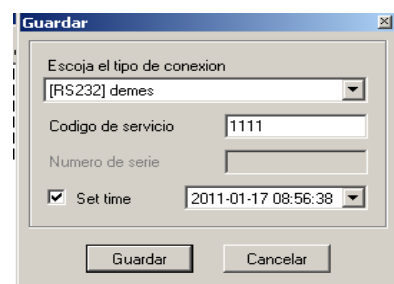 Guardar
Escoja el tipo de conexion
[RS232] demes
Codigo de servicio 1111
Numero de serie
Set time 2011-01-17 08:56:38
Guardar Cancelar